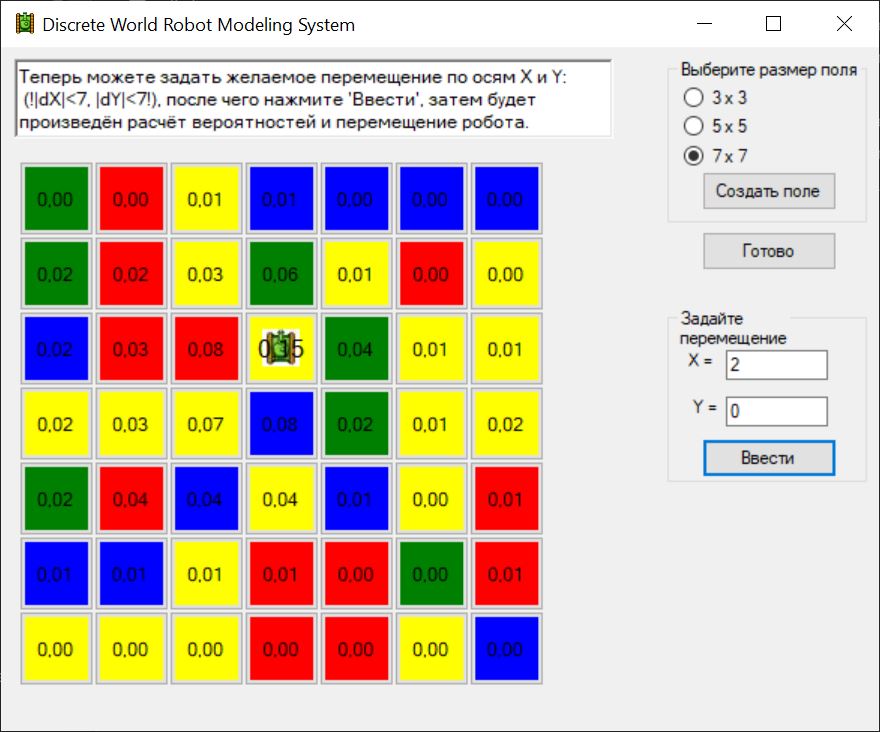 Discrete World Robot Modeling System
Теперь можете задать желаемое перемещение по осям X и Y:
(!|dX|<7, |dY|<7!), после чего нажмите 'Ввести', затем будет
произведён расчёт вероятностей и перемещение робота.
Выберите размер поля
3 x 3
5 x 5
7 x 7
Создать поле
Готово
Задайте
перемещение
X = 2
Y = 0
Ввести
0,00 0,00 0,01 0,01 0,00 0,00 0,00
0,02 0,02 0,03 0,06 0,01 0,00 0,00
0,02 0,03 0,08 0,04 0,01 0,01
0,02 0,03 0,07 0,08 0,02 0,01 0,02
0,02 0,04 0,04 0,04 0,01 0,00 0,01
0,01 0,01 0,01 0,01 0,00 0,00 0,01
0,00 0,00 0,00 0,00 0,00 0,00 0,00